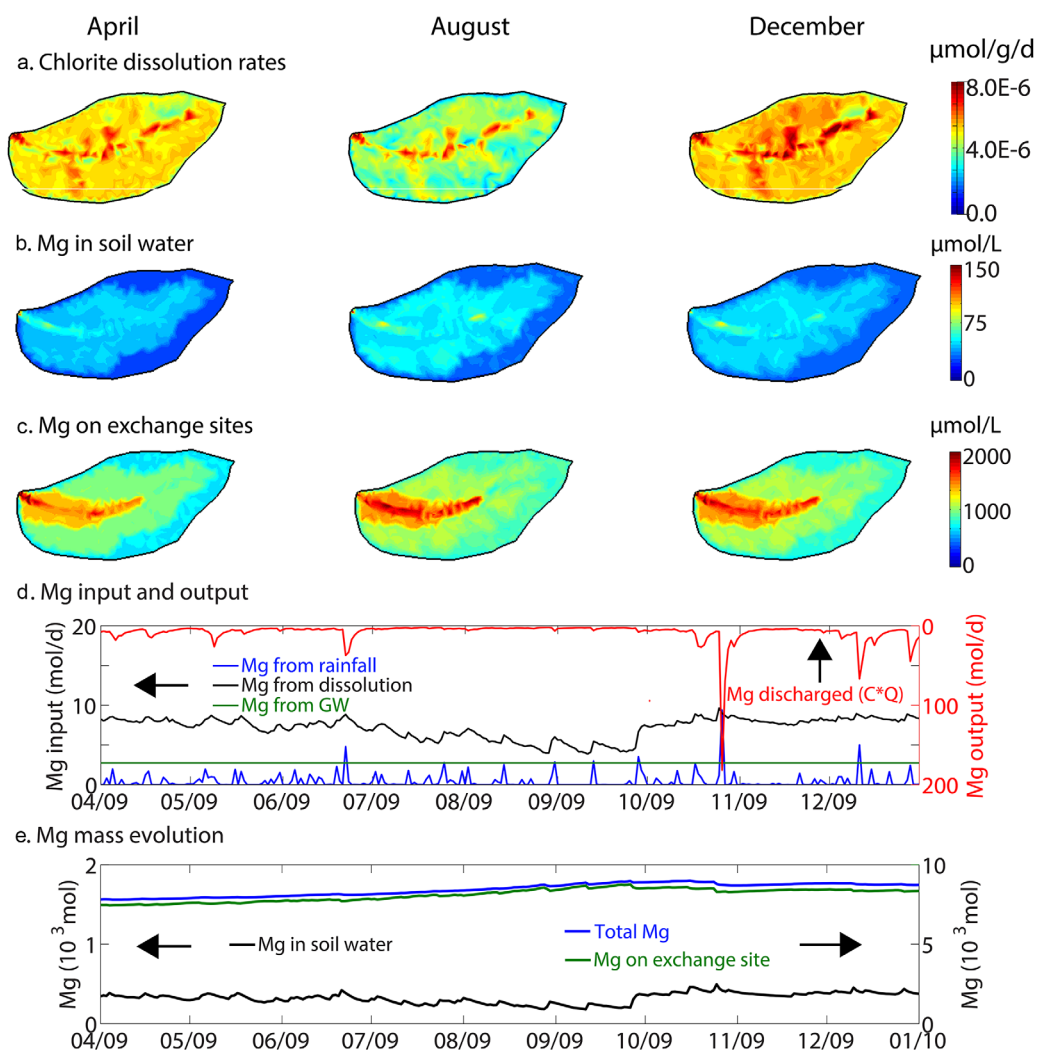 April August December
a. Chlorite dissolution rates
μmol/g/d
8.0E-6
4.0E-6
0.0
b. Mg in soil water
μmol/L
150
75
0
c. Mg on exchange sites
μmol/L
2000
1000
0
d. Mg input and output
Mg input (mol/d)
20
10
0
Mg from rainfall
Mg from dissolution
Mg from GW
Mg discharged (C*Q)
0
100
200
Mg output (mol/d)
04/09 05/09 06/09 07/09 08/09 09/09 10/09 11/09 12/09
e. Mg mass evolution
Mg (10³mol)
2
1
0
Mg in soil water
Total Mg
Mg on exchange site
10
5
0
Mg (10³mol)
04/09 05/09 06/09 07/09 08/09 09/09 10/09 11/09 12/09 01/10